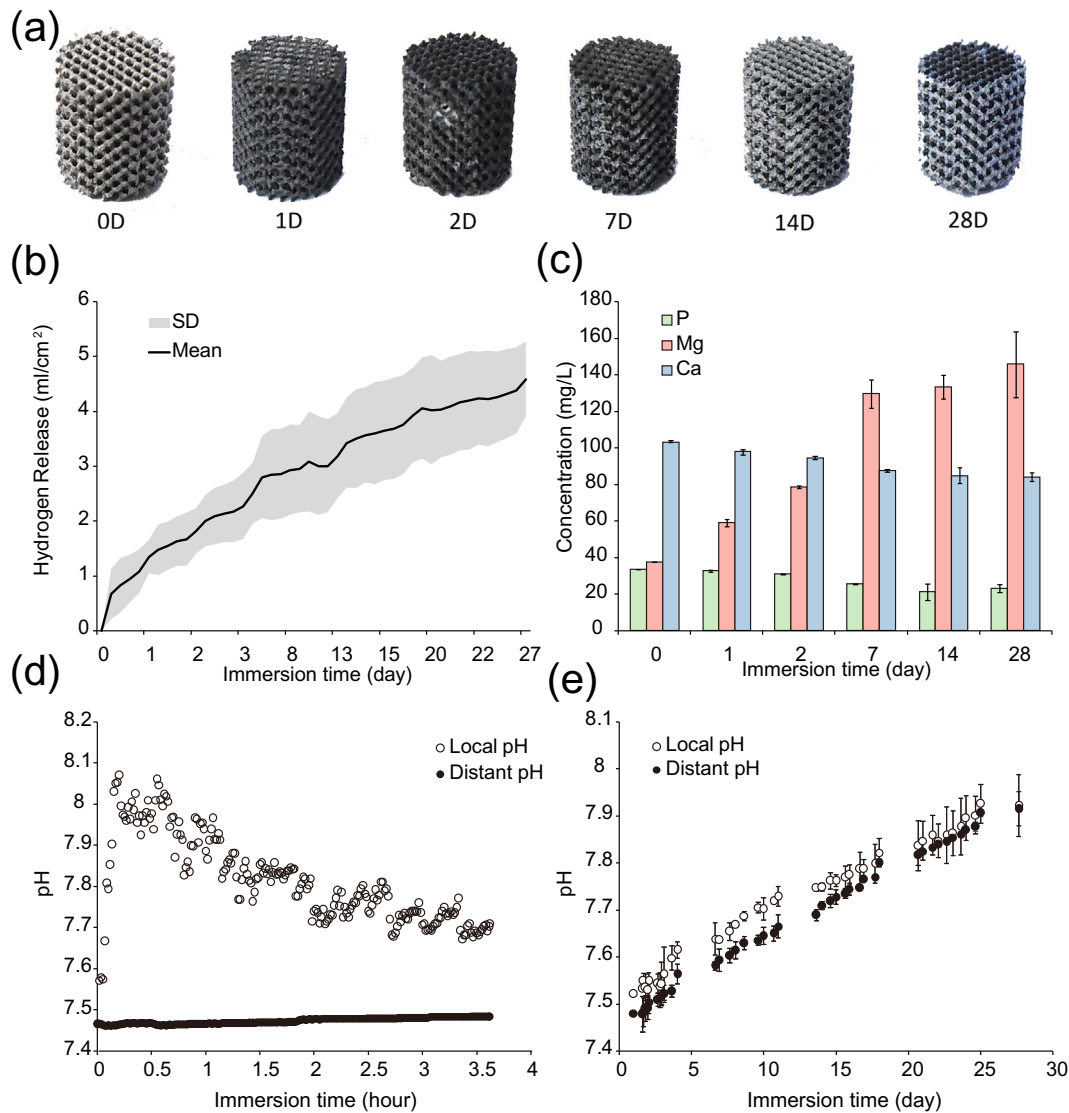 (a)
0D 1D 2D 7D 14D 28D
(b)
6
5
4
3
2
1
0
Hydrogen Release (ml/cm²)
SD
Mean
0 1 2 3 8 13 15 20 22 27
Immersion time (day)
(c)
180
160
140
120
100
80
60
40
20
0
Concentration (mg/L)
P
Mg
Ca
0 1 2 7 14 28
Immersion time (day)
(d)
8.2
8.1
8
7.9
7.8
7.7
7.6
7.5
7.4
pH
Local pH
Distant pH
0 0.5 1 1.5 2 2.5 3 3.5 4
Immersion time (hour)
(e)
8.1
8
7.9
7.8
7.7
7.6
7.5
7.4
pH
Local pH
Distant pH
0 5 10 15 20 25 30
Immersion time (day)